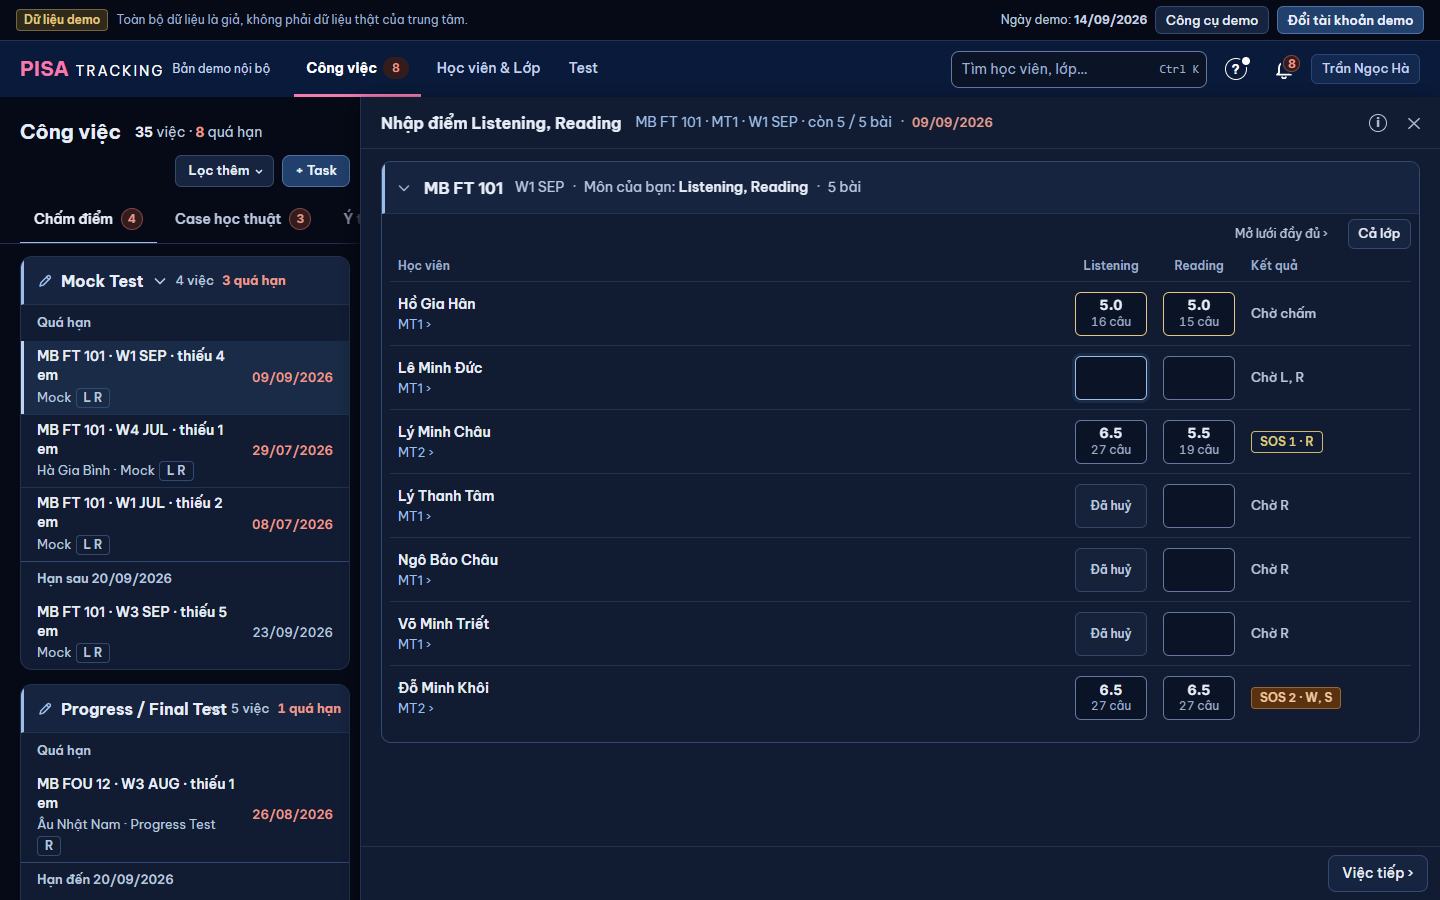 Dữ liệu demo Toàn bộ dữ liệu là giả, không phải dữ liệu thật của trung tâm. Ngày demo: 14/09/2026 Công cụ demo Đổi tài khoản demo
PISA TRACKING Bản demo nội bộ Công việc 8 Học viên & Lớp Test Tìm học viên, lớp... Ctrl K ? 8 Trần Ngọc Hà
Công việc 35 việc · 8 quá hạn
Lọc thêm + Task
Chấm điểm 4 Case học thuật 3 Ý
Mock Test 4 việc 3 quá hạn
Quá hạn
MB FT 101 · W1 SEP · thiếu 4 em 09/09/2026
Mock L R
MB FT 101 · W4 JUL · thiếu 1 em 29/07/2026
Hà Gia Bình · Mock L R
MB FT 101 · W1 JUL · thiếu 2 em 08/07/2026
Mock L R
Hạn sau 20/09/2026
MB FT 101 · W3 SEP · thiếu 5 em 23/09/2026
Mock L R
Progress / Final Test 5 việc 1 quá hạn
Quá hạn
MB FOU 12 · W3 AUG · thiếu 1 em 26/08/2026
Âu Nhật Nam · Progress Test
R
Hạn đến 20/09/2026
Nhập điểm Listening, Reading MB FT 101 · MT1 · W1 SEP · còn 5 / 5 bài · 09/09/2026
MB FT 101 W1 SEP · Môn của bạn: Listening, Reading · 5 bài
Mở lưới đầy đủ › Cả lớp
Học viên Listening Reading Kết quả
Hồ Gia Hân 5.0 5.0 Chờ chấm
MT1 › 16 câu 15 câu
Lê Minh Đức Chờ L, R
MT1 ›
Lý Minh Châu 6.5 5.5 SOS 1 · R
MT2 › 27 câu 19 câu
Lý Thanh Tâm Đã huỷ Chờ R
MT1 ›
Ngô Bảo Châu Đã huỷ Chờ R
MT1 ›
Võ Minh Triết Đã huỷ Chờ R
MT1 ›
Đỗ Minh Khôi 6.5 6.5 SOS 2 · W, S
MT2 › 27 câu 27 câu
Việc tiếp ›